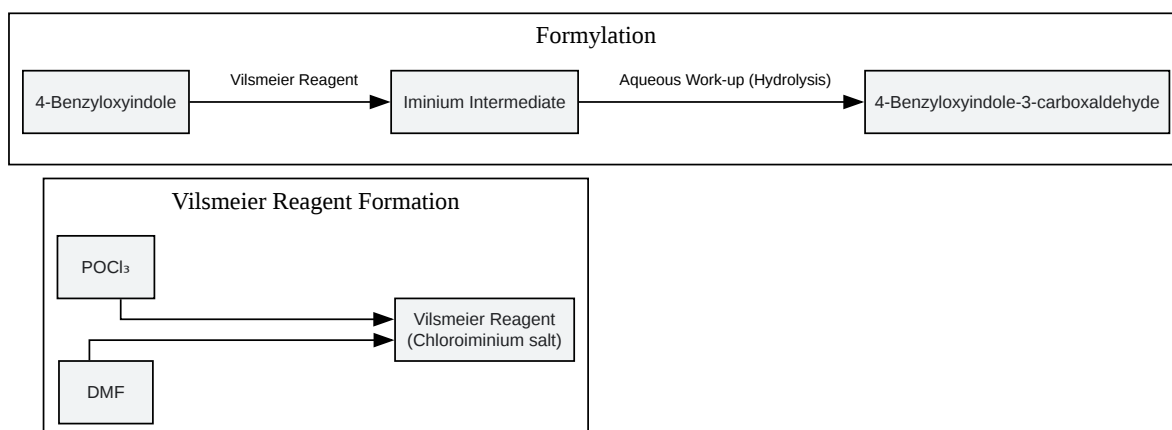 Formylation
4-Benzyloxyindole
Vilsmeier Reagent
Iminium Intermediate
Aqueous Work-up (Hydrolysis)
4-Benzyloxyindole-3-carboxaldehyde
Vilsmeier Reagent Formation
POCl₃
DMF
Vilsmeier Reagent
(Chloroiminium salt)